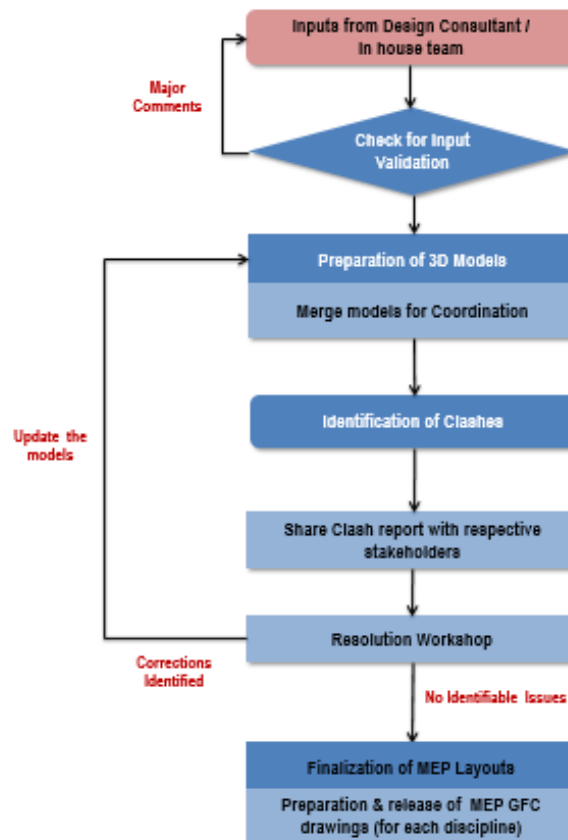 Inputs from Design Consultant /
In house team
Major
Comments
Check for Input
Validation
Preparation of 3D Models
Merge models for Coordination
Identification of Clashes
Update the
models
Share Clash report with respective
stakeholders
Resolution Workshop
Corrections
Identified
No Identifiable Issues
Finalization of MEP Layouts
Preparation & release of MEP GFC
drawings (for each discipline)